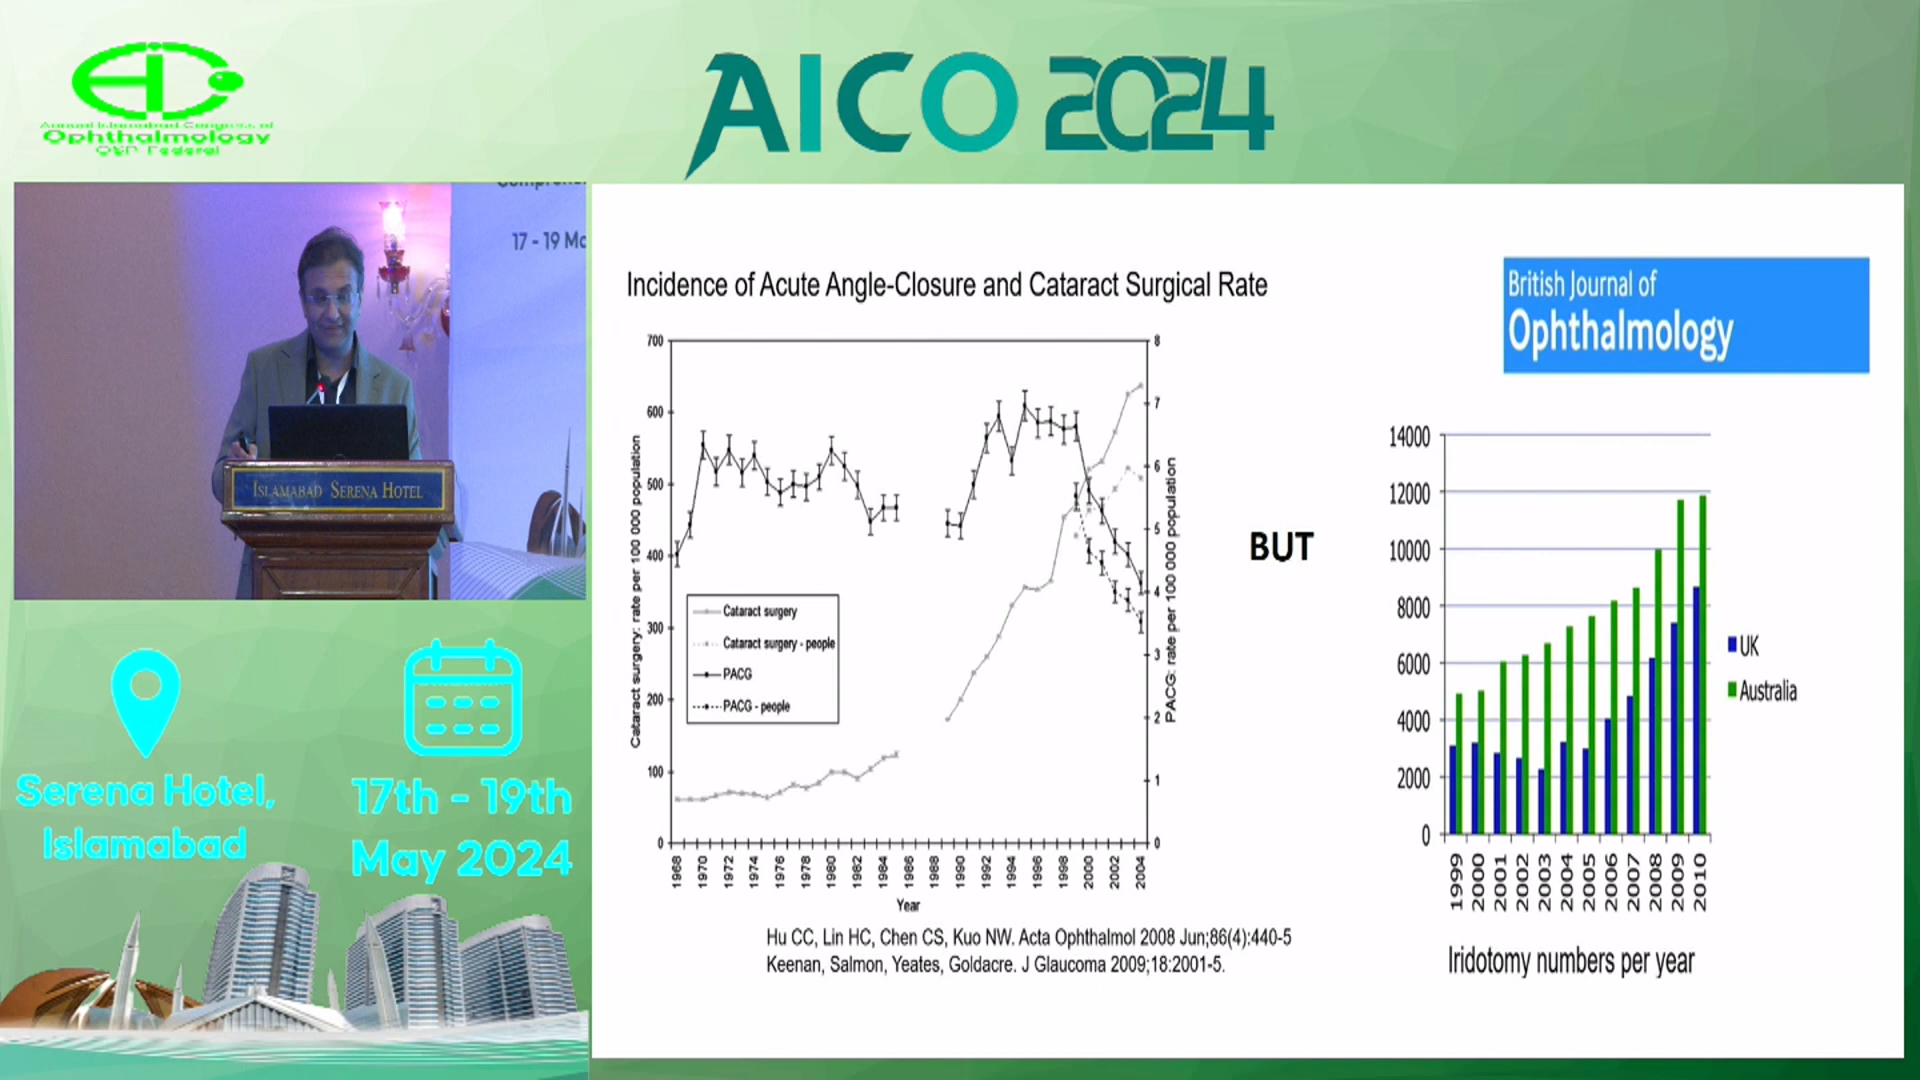 Annual Islamabad Congress of
Ophthalmology
OSP Federal
AICO 2024
17 - 19 Ma
ISLAMABAD SERENA HOTEL
Serena Hotel,
Islamabad
17th - 19th
May 2024
Incidence of Acute Angle-Closure and Cataract Surgical Rate
Cataract surgery: rate per 100 000 population
700
600
500
400
300
200
100
0
Cataract surgery
Cataract surgery - people
PACG
PACG - people
8
7
6
5
4
3
2
1
0
PACG: rate per 100 000 population
1968
1970
1972
1974
1976
1978
1980
1982
1984
1986
1988
1990
1992
1994
1996
1998
2000
2002
2004
Year
Hu CC, Lin HC, Chen CS, Kuo NW. Acta Ophthalmol 2008 Jun;86(4):440-5
Keenan, Salmon, Yeates, Goldacre. J Glaucoma 2009;18:2001-5.
BUT
British Journal of
Ophthalmology
14000
12000
10000
8000
6000
4000
2000
0
1999
2000
2001
2002
2003
2004
2005
2006
2007
2008
2009
2010
UK
Australia
Iridotomy numbers per year